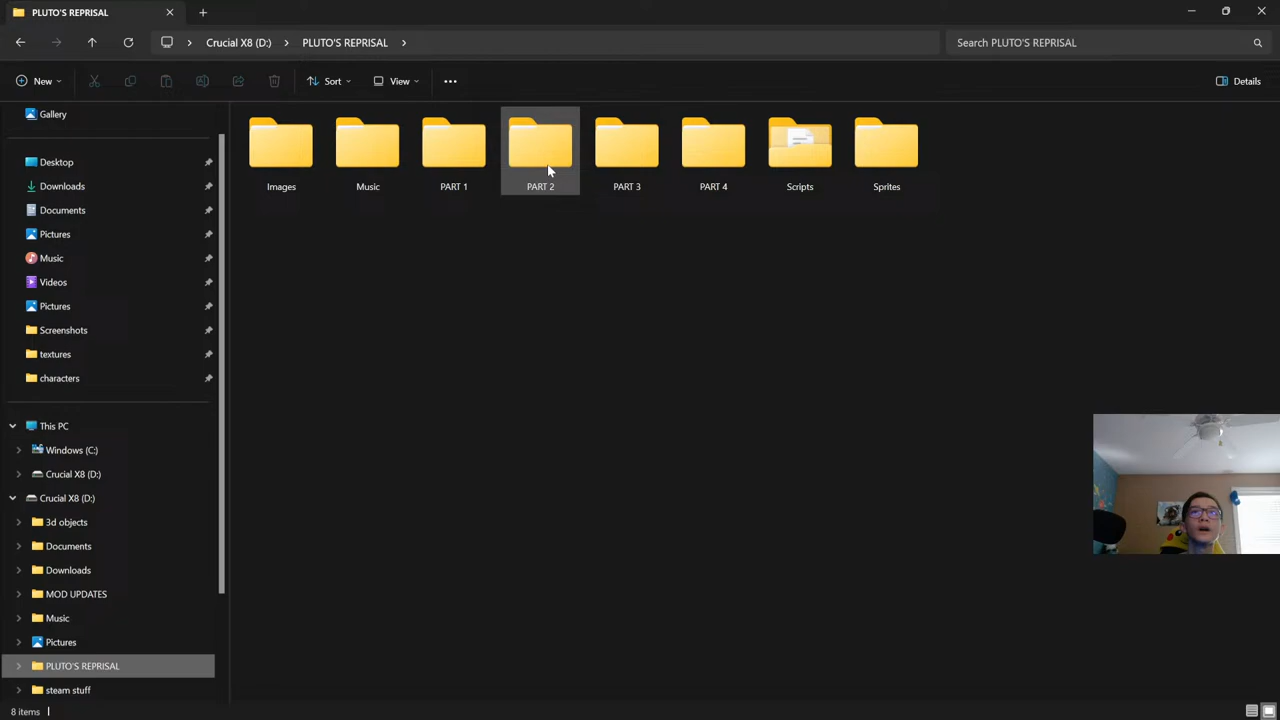 PLUTO'S REPRISAL
Crucial X8 (D:) PLUTO'S REPRISAL
Search PLUTO'S REPRISAL
New
Sort
View
Details
Gallery
Desktop
Downloads
Documents
Pictures
Music
Videos
Pictures
Screenshots
textures
characters
This PC
Windows (C:)
Crucial X8 (D:)
Crucial X8 (D:)
3d objects
Documents
Downloads
MOD UPDATES
Music
Pictures
PLUTO'S REPRISAL
steam stuff
Images
Music
PART 1
PART 2
PART 3
PART 4
Scripts
Sprites
8 items